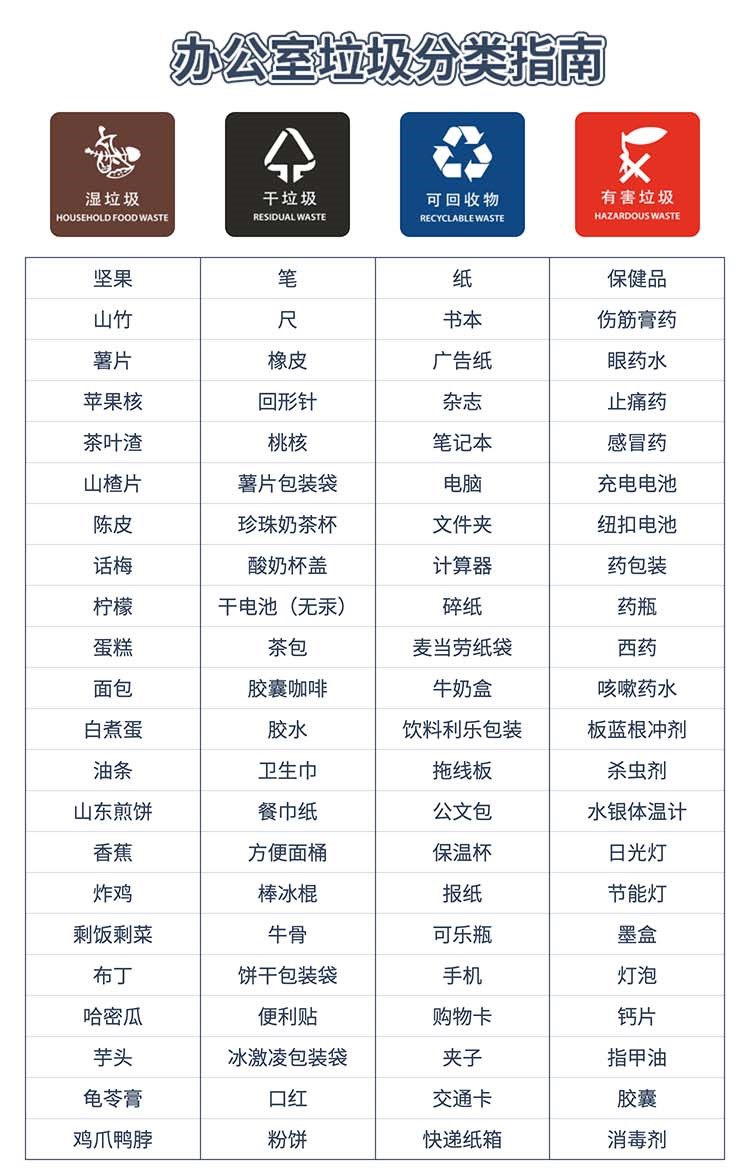 办公室垃圾分类指南
湿垃圾 干垃圾 可回收物 有害垃圾
HOUSEHOLD FOOD WASTE RESIDUAL WASTE RECYCLABLE WASTE HAZARDOUS WASTE
坚果 笔 纸 保健品
山竹 尺 书本 伤筋膏药
薯片 橡皮 广告纸 眼药水
苹果核 回形针 杂志 止痛药
茶叶渣 桃核 笔记本 感冒药
山楂片 薯片包装袋 电脑 充电电池
陈皮 珍珠奶茶杯 文件夹 纽扣电池
话梅 酸奶杯盖 计算器 药包装
柠檬 干电池（无汞） 碎纸 药瓶
蛋糕 茶包 麦当劳纸袋 西药
面包 胶囊咖啡 牛奶盒 咳嗽药水
白煮蛋 胶水 饮料利乐包装 板蓝根冲剂
油条 卫生巾 拖线板 杀虫剂
山东煎饼 餐巾纸 公文包 水银体温计
香蕉 方便面桶 保温杯 日光灯
炸鸡 棒冰棍 报纸 节能灯
剩饭剩菜 牛骨 可乐瓶 墨盒
布丁 饼干包装袋 手机 灯泡
哈密瓜 便利贴 购物卡 钙片
芋头 冰激凌包装袋 夹子 指甲油
龟苓膏 口红 交通卡 胶囊
鸡爪鸭脖 粉饼 快递纸箱 消毒剂